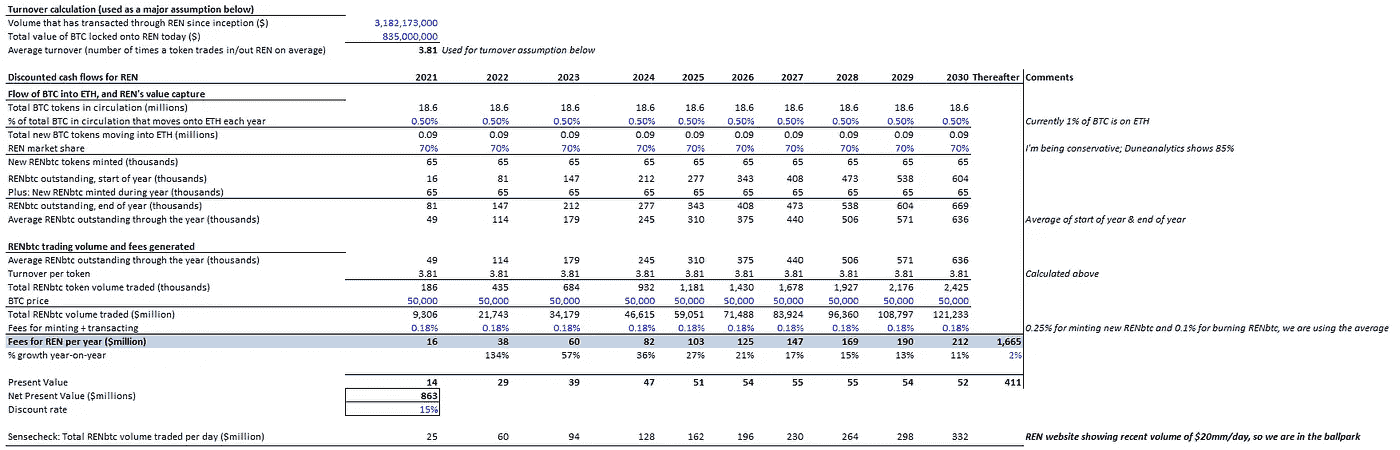 Turnover calculation (used as a major assumption below)
Volume that has transacted through REN since inception ($) 3,182,173,000
Total value of BTC locked onto REN today ($) 835,000,000
Average turnover (number of times a token trades in/out REN on average) 3.81 Used for turnover assumption below
Discounted cash flows for REN 2021 2022 2023 2024 2025 2026 2027 2028 2029 2030 Thereafter Comments
Flow of BTC into ETH, and REN's value capture
Total BTC tokens in circulation (millions) 18.6 18.6 18.6 18.6 18.6 18.6 18.6 18.6 18.6 18.6
% of total BTC in circulation that moves onto ETH each year 0.50% 0.50% 0.50% 0.50% 0.50% 0.50% 0.50% 0.50% 0.50% 0.50% Currently 1% of BTC is on ETH
Total new BTC tokens moving into ETH (millions) 0.09 0.09 0.09 0.09 0.09 0.09 0.09 0.09 0.09 0.09
REN market share 70% 70% 70% 70% 70% 70% 70% 70% 70% 70% I'm being conservative; Duneanalytics shows 85%
New RENbtc tokens minted (thousands) 65 65 65 65 65 65 65 65 65 65
RENbtc outstanding, start of year (thousands) 16 81 147 212 277 343 408 473 538 604
Plus: New RENbtc minted during year (thousands) 65 65 65 65 65 65 65 65 65 65
RENbtc outstanding, end of year (thousands) 81 147 212 277 343 408 473 538 604 669
Average RENbtc outstanding through the year (thousands) 49 114 179 245 310 375 440 506 571 636 Average of start of year & end of year
RENbtc trading volume and fees generated
Average RENbtc outstanding through the year (thousands) 49 114 179 245 310 375 440 506 571 636
Turnover per token 3.81 3.81 3.81 3.81 3.81 3.81 3.81 3.81 3.81 3.81 Calculated above
Total RENbtc token volume traded (thousands) 186 435 684 932 1,181 1,430 1,678 1,927 2,176 2,425
BTC price 50,000 50,000 50,000 50,000 50,000 50,000 50,000 50,000 50,000 50,000
Total RENbtc volume traded ($million) 9,306 21,743 34,179 46,615 59,051 71,488 83,924 96,360 108,797 121,233
Fees for minting + transacting 0.18% 0.18% 0.18% 0.18% 0.18% 0.18% 0.18% 0.18% 0.18% 0.18% 0.25% for minting new RENbtc and 0.1% for burning RENbtc, we are using the average
Fees for REN per year ($million) 16 38 60 82 103 125 147 169 190 212 1,665
% growth year-on-year 134% 57% 36% 27% 21% 17% 15% 13% 11% 2%
Present Value 14 29 39 47 51 54 55 55 54 52 411
Net Present Value ($millions) 863
Discount rate 15%
Sensecheck: Total RENbtc volume traded per day ($million) 25 60 94 128 162 196 230 264 298 332 REN website showing recent volume of $20mm/day, so we are in the ballpark